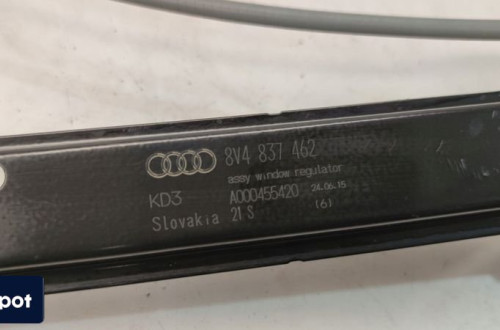 8V4 837 462
assy window regulator
KD3 A000455420 24.06.15
Slovakia 21 S (6)
pot